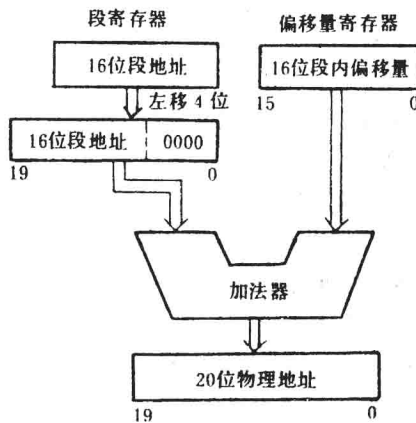 段寄存器
偏移量寄存器
16位段地址
16位段内偏移量
左移4位
15 0
16位段地址 0000
19 0
加法器
20位物理地址
19 0